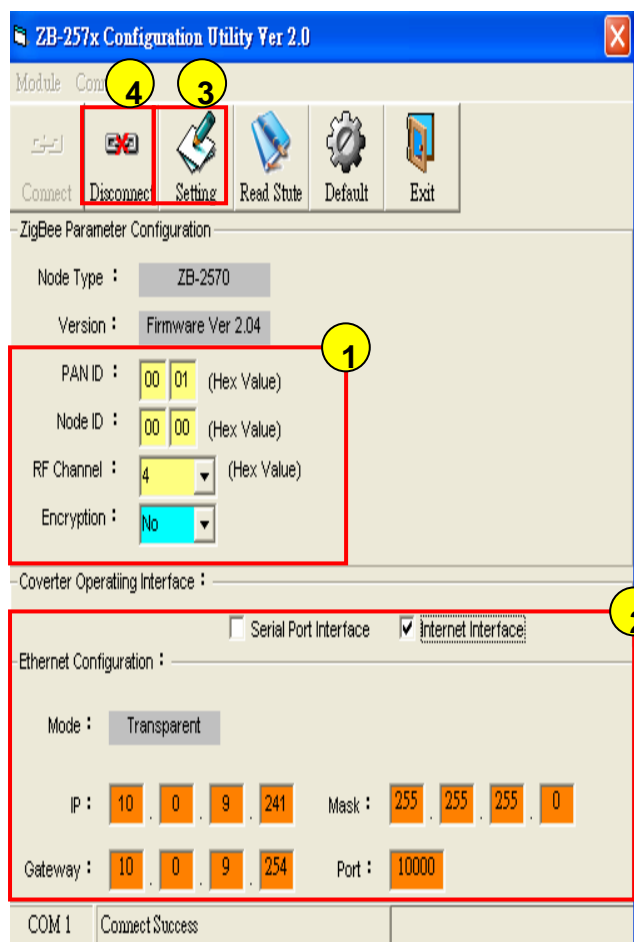 ZB-257x Configuration Utility Ver 2.0
Module
4 3
Connect Disconnect Setting Read Stute Default Exit
ZigBee Parameter Configuration
Node Type : ZB-2570
Version : Firmware Ver 2.04
1
PAN ID : 00 01 (Hex Value)
Node ID : 00 00 (Hex Value)
RF Channel : 4 (Hex Value)
Encryption : No
Coverter Operatiing Interface :
2
Serial Port Interface Internet Interface
Ethernet Configuration :
Mode : Transparent
IP : 10 . 0 . 9 . 241 Mask : 255 . 255 . 255 . 0
Gateway : 10 . 0 . 9 . 254 Port : 10000
COM 1 Connect Success